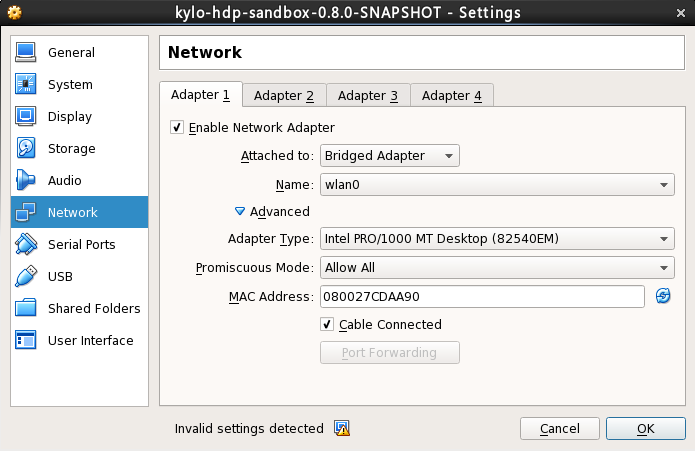 kylo-hdp-sandbox-0.8.0-SNAPSHOT - Settings
General
System
Display
Storage
Audio
Network
Serial Ports
USB
Shared Folders
User Interface
Network
Adapter 1 Adapter 2 Adapter 3 Adapter 4
Enable Network Adapter
Attached to: Bridged Adapter
Name: wlan0
Advanced
Adapter Type: Intel PRO/1000 MT Desktop (82540EM)
Promiscuous Mode: Allow All
MAC Address: 080027CDAA90
Cable Connected
Port Forwarding
Invalid settings detected
Cancel OK